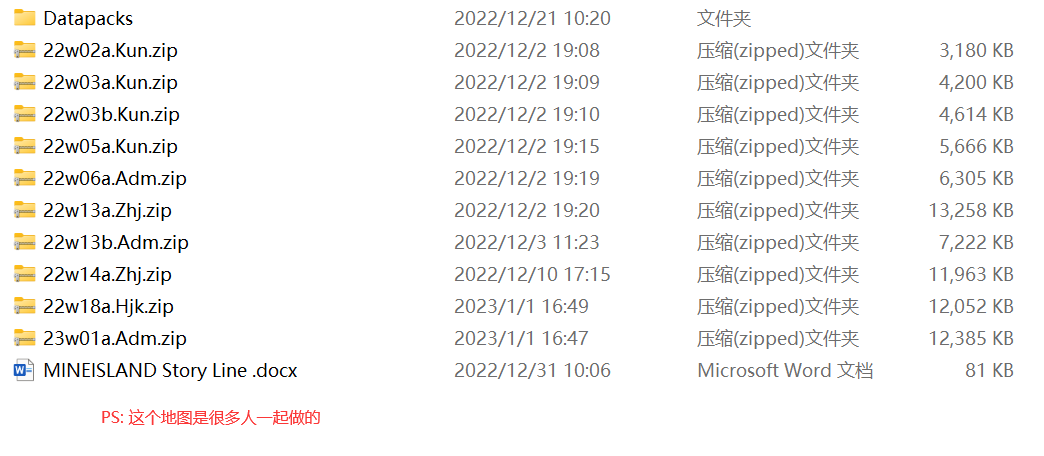 Datapacks 2022/12/21 10:20 文件夹
22w02a.Kun.zip 2022/12/2 19:08 压缩(zipped)文件夹 3,180 KB
22w03a.Kun.zip 2022/12/2 19:09 压缩(zipped)文件夹 4,200 KB
22w03b.Kun.zip 2022/12/2 19:10 压缩(zipped)文件夹 4,614 KB
22w05a.Kun.zip 2022/12/2 19:15 压缩(zipped)文件夹 5,666 KB
22w06a.Adm.zip 2022/12/2 19:19 压缩(zipped)文件夹 6,305 KB
22w13a.Zhj.zip 2022/12/2 19:20 压缩(zipped)文件夹 13,258 KB
22w13b.Adm.zip 2022/12/3 11:23 压缩(zipped)文件夹 7,222 KB
22w14a.Zhj.zip 2022/12/10 17:15 压缩(zipped)文件夹 11,963 KB
22w18a.Hjk.zip 2023/1/1 16:49 压缩(zipped)文件夹 12,052 KB
23w01a.Adm.zip 2023/1/1 16:47 压缩(zipped)文件夹 12,385 KB
MINEISLAND Story Line .docx 2022/12/31 10:06 Microsoft Word 文档 81 KB
PS: 这个地图是很多人一起做的